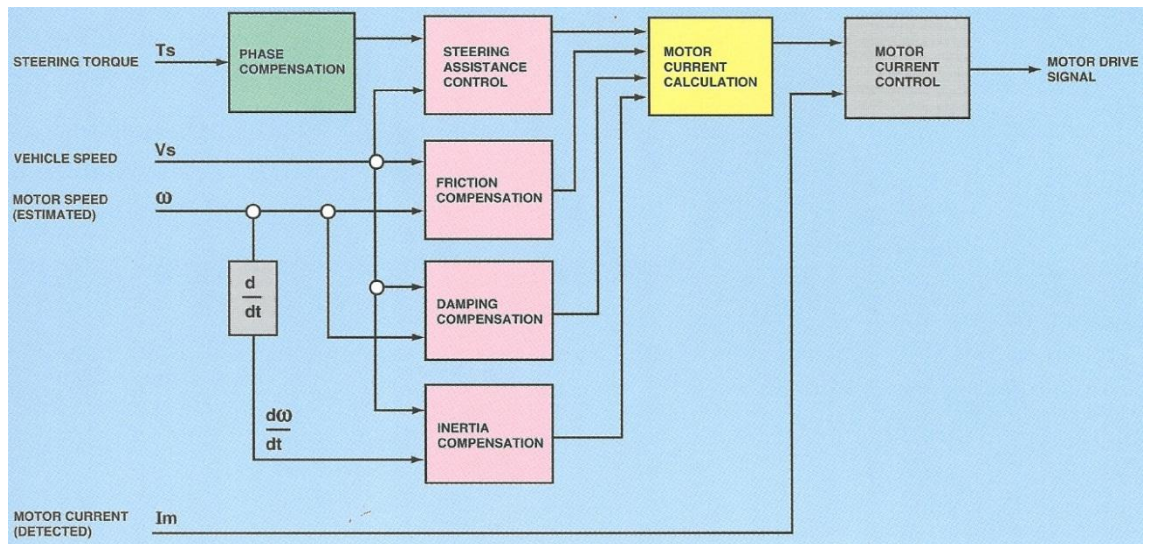 STEERING TORQUE
Ts
PHASE
COMPENSATION
STEERING
ASSISTANCE
CONTROL
MOTOR
CURRENT
CALCULATION
MOTOR
CURRENT
CONTROL
MOTOR DRIVE
SIGNAL
VEHICLE SPEED
Vs
MOTOR SPEED
(ESTIMATED)
ω
FRICTION
COMPENSATION
d
dt
DAMPING
COMPENSATION
dω
dt
INERTIA
COMPENSATION
MOTOR CURRENT
(DETECTED)
Im